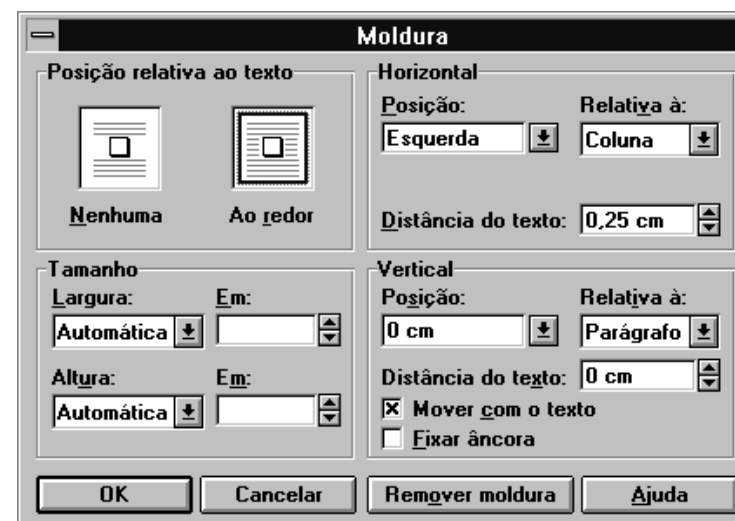 Moldura
Posição relativa ao texto
Nenhuma
Ao redor
Horizontal
Posição: Relativa à:
Esquerda Coluna
Distância do texto: 0,25 cm
Tamanho
Largura: Em:
Automática
Altura: Em:
Automática
Vertical
Posição: Relativa à:
0 cm Parágrafo
Distância do texto: 0 cm
Mover com o texto
Fixar âncora
OK Cancelar Remover moldura Ajuda